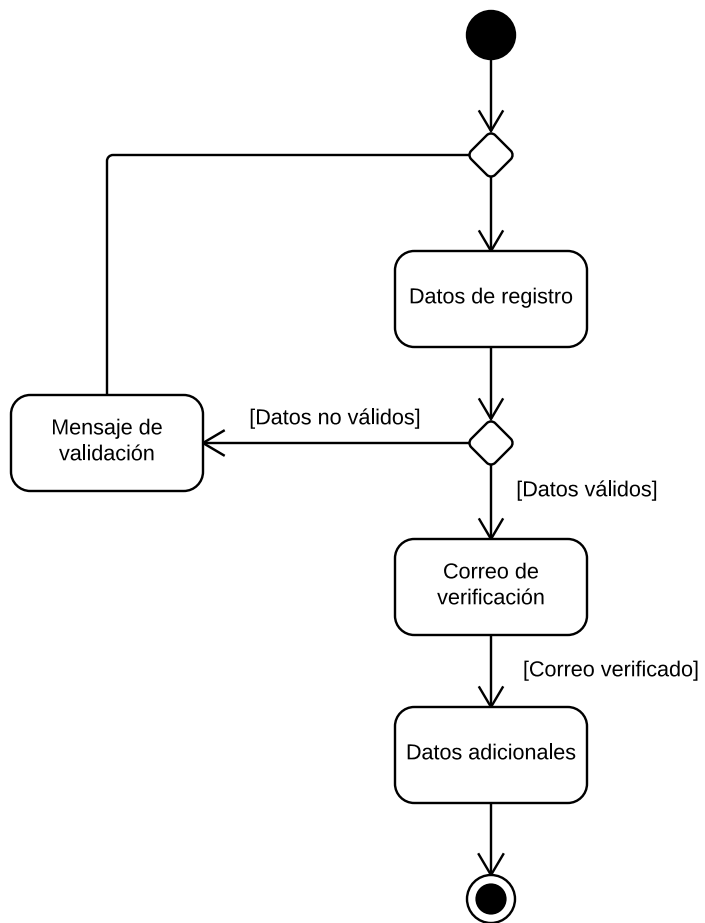 Datos de registro
[Datos no válidos]
Mensaje de
validación
[Datos válidos]
Correo de
verificación
[Correo verificado]
Datos adicionales